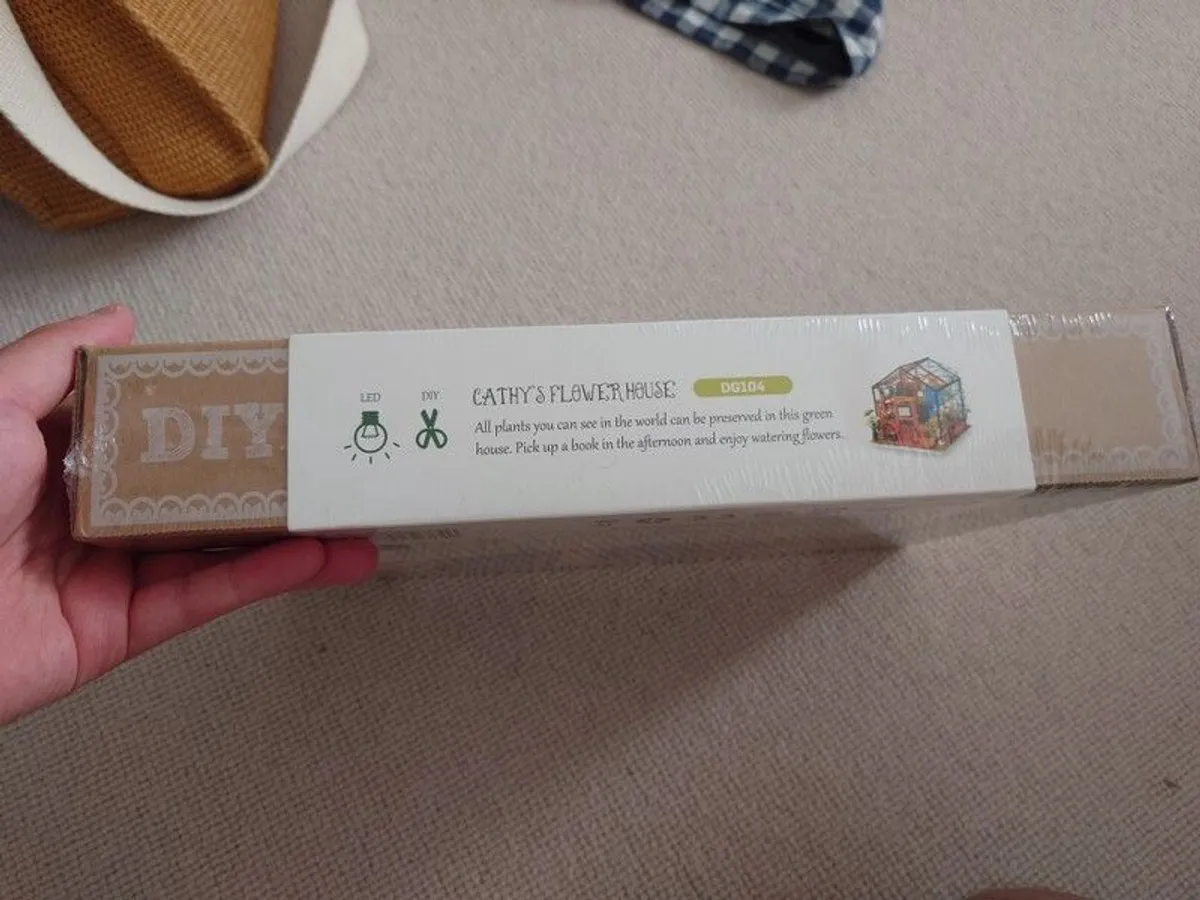 DIY
LED
DIY
CATHY'S FLOWER HOUSE
DG104
All plants you can see in the world can be preserved in this green
house. Pick up a book in the afternoon and enjoy watering flowers.